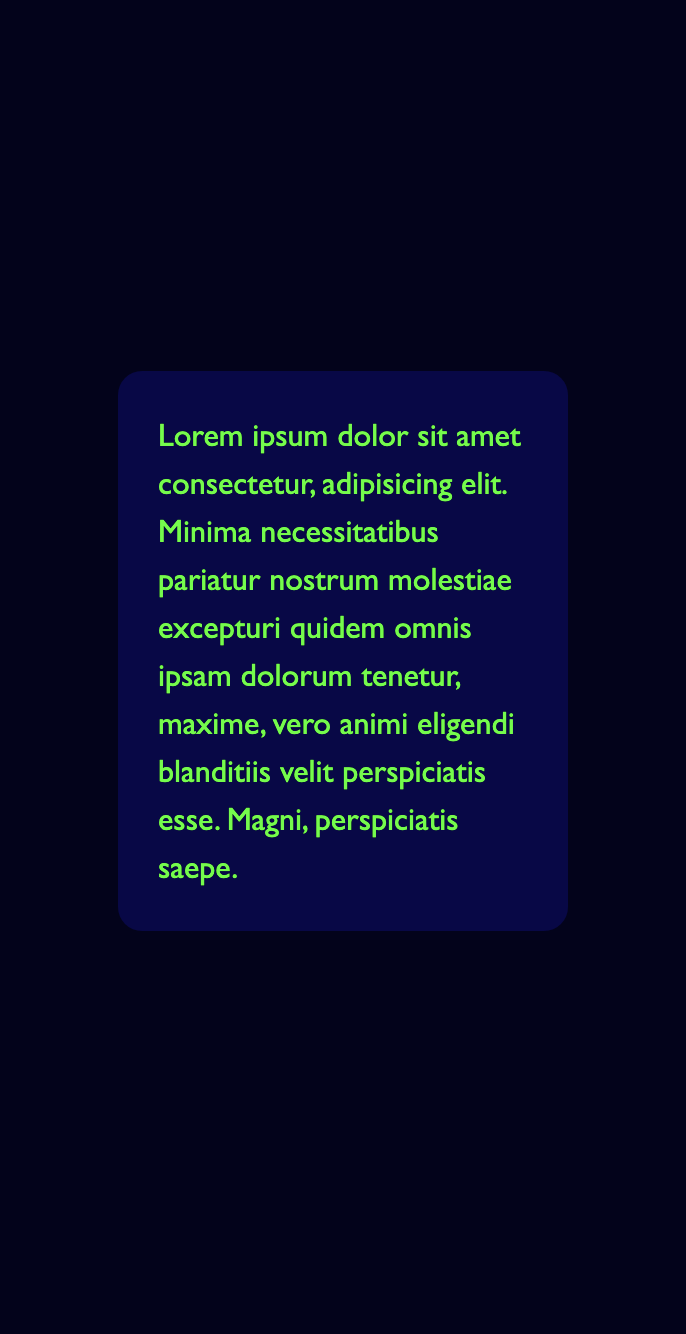 Lorem ipsum dolor sit amet
consectetur, adipisicing elit.
Minima necessitatibus
pariatur nostrum molestiae
excepturi quidem omnis
ipsam dolorum tenetur,
maxime, vero animi eligendi
blanditiis velit perspiciatis
esse. Magni, perspiciatis
saepe.